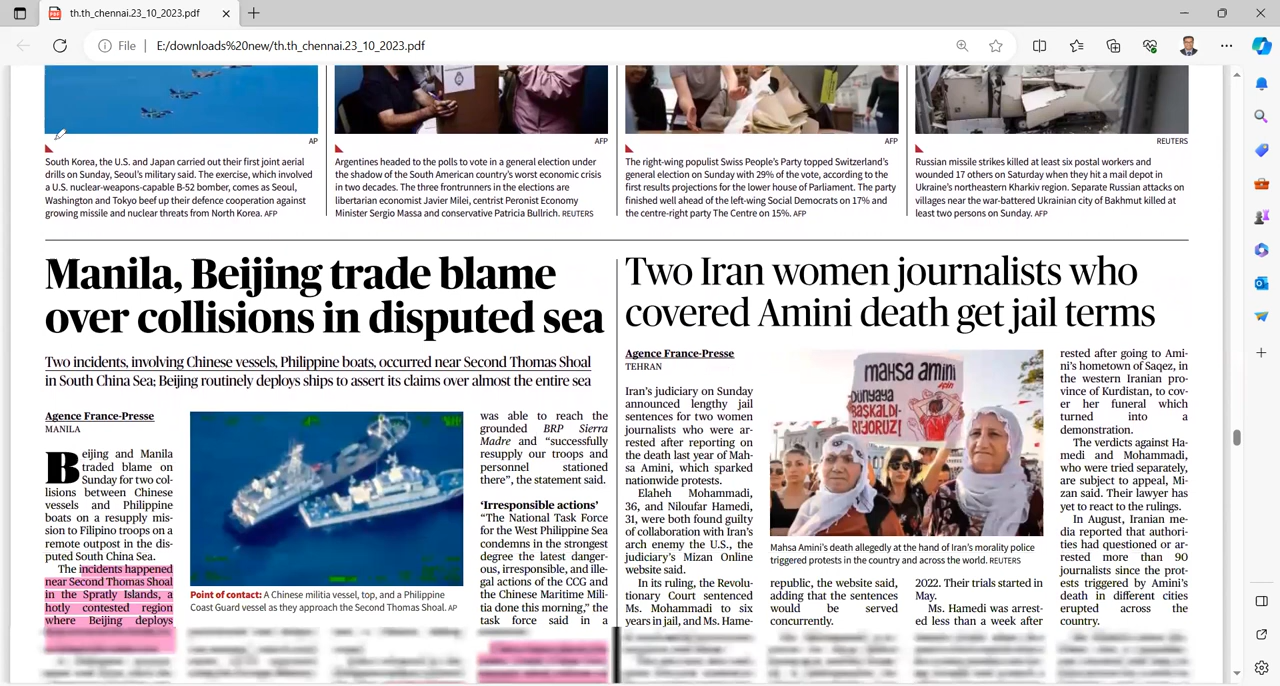 th.th_chennai.23_10_2023.pdf
File
E:/downloads%20new/th.th_chennai.23_10_2023.pdf
AP
South Korea, the U.S. and Japan carried out their first joint aerial
drills on Sunday, Seoul's military said. The exercise, which involved
a U.S. nuclear-weapons-capable B-52 bomber, comes as Seoul,
Washington and Tokyo beef up their defence cooperation against
growing missile and nuclear threats from North Korea. AFP
AFP
Argentines headed to the polls to vote in a general election under
the shadow of the South American country's worst economic crisis
in two decades. The three frontrunners in the elections are
libertarian economist Javier Milei, centrist Peronist Economy
Minister Sergio Massa and conservative Patricia Bullrich. REUTERS
AFP
The right-wing populist Swiss People's Party topped Switzerland's
general election on Sunday with 29% of the vote, according to the
first results projections for the lower house of Parliament. The party
finished well ahead of the left-wing Social Democrats on 17% and
the centre-right party The Centre on 15%. AFP
REUTERS
Russian missile strikes killed at least six postal workers and
wounded 17 others on Saturday when they hit a mail depot in
Ukraine's northeastern Kharkiv region. Separate Russian attacks on
villages near the war-battered Ukrainian city of Bakhmut killed at
least two persons on Sunday. AFP
Manila, Beijing trade blame
over collisions in disputed sea
Two incidents, involving Chinese vessels, Philippine boats, occurred near Second Thomas Shoal
in South China Sea; Beijing routinely deploys ships to assert its claims over almost the entire sea
Agence France-Presse
MANILA
Beijing and Manila
traded blame on
Sunday for two col-
lisions between Chinese
vessels and Philippine
boats on a resupply mis-
sion to Filipino troops on a
remote outpost in the dis-
puted South China Sea.
The incidents happened
near Second Thomas Shoal
in the Spratly Islands, a
hotly contested region
where Beijing deploys
Point of contact: A Chinese militia vessel, top, and a Philippine
Coast Guard vessel as they approach the Second Thomas Shoal. AP
was able to reach the
grounded BRP Sierra
Madre and "successfully
resupply our troops and
personnel stationed
there", the statement said.
'Irresponsible actions'
"The National Task Force
for the West Philippine Sea
condemns in the strongest
degree the latest danger-
ous, irresponsible, and ille-
gal actions of the CCG and
the Chinese Maritime Mili-
tia done this morning," the
task force said in a
Two Iran women journalists who
covered Amini death get jail terms
Agence France-Presse
TEHRAN
Iran's judiciary on Sunday
announced lengthy jail
sentences for two women
journalists who were ar-
rested after reporting on
the death last year of Mah-
sa Amini, which sparked
nationwide protests.
Elaheh Mohammadi,
36, and Niloufar Hamedi,
31, were both found guilty
of collaboration with Iran's
arch enemy the U.S., the
judiciary's Mizan Online
website said.
In its ruling, the Revolu-
tionary Court sentenced
Ms. Mohammadi to six
years in jail, and Ms. Hame-
MAHSA AMINI
DÜNYAYA
BAŞKALDI-
RIYORUZ!
Mahsa Amini's death allegedly at the hand of Iran's morality police
triggered protests in the country and across the world. REUTERS
republic, the website said,
adding that the sentences
would be served
concurrently.
2022. Their trials started in
May.
Ms. Hamedi was arrest-
ed less than a week after
rested after going to Ami-
ni's hometown of Saqez, in
the western Iranian pro-
vince of Kurdistan, to cov-
er her funeral which
turned into a
demonstration.
The verdicts against Ha-
medi and Mohammadi,
who were tried separately,
are subject to appeal, Mi-
zan said. Their lawyer has
yet to react to the rulings.
In August, Iranian me-
dia reported that authori-
ties had questioned or ar-
rested more than 90
journalists since the prot-
ests triggered by Amini's
death in different cities
erupted across the
country.